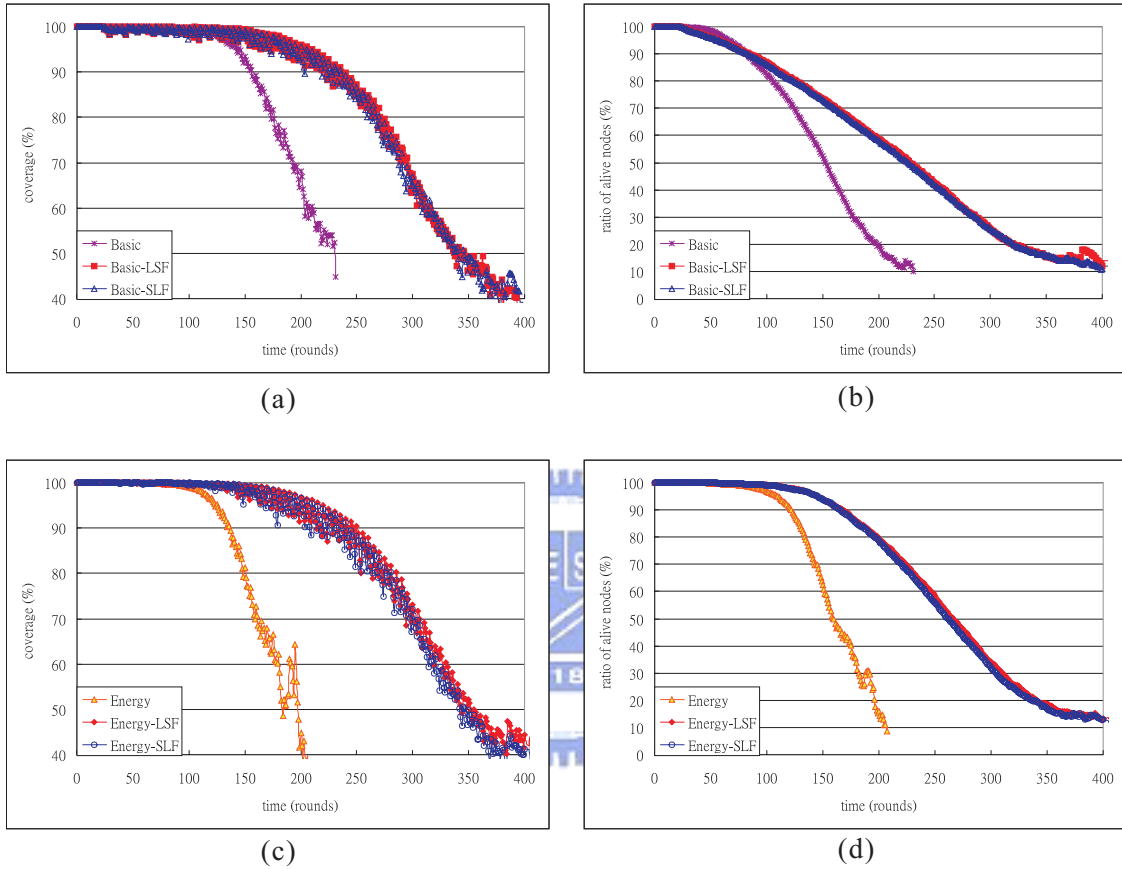 100
90
80
70
60
50
40
coverage (%)
Basic
Basic-LSF
Basic-SLF
0 50 100 150 200 250 300 350 400
time (rounds)
(a)
100
90
80
70
60
50
40
30
20
10
0
ratio of alive nodes (%)
Basic
Basic-LSF
Basic-SLF
0 50 100 150 200 250 300 350 400
time (rounds)
(b)
100
90
80
70
60
50
40
coverage (%)
Energy
Energy-LSF
Energy-SLF
0 50 100 150 200 250 300 350 400
time (rounds)
(c)
100
90
80
70
60
50
40
30
20
10
0
ratio of alive nodes (%)
Energy
Energy-LSF
Energy-SLF
0 50 100 150 200 250 300 350 400
time (rounds)
(d)